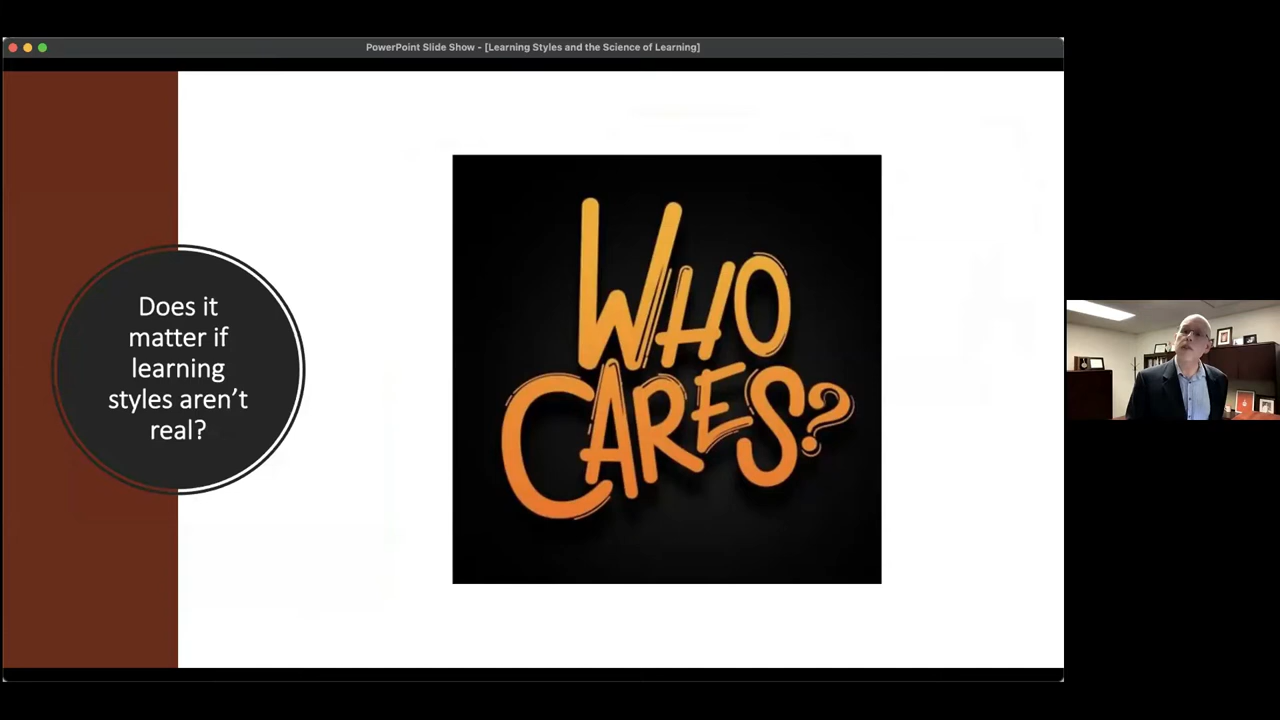 PowerPoint Slide Show - [Learning Styles and the Science of Learning]
Does it
matter if
learning
styles aren’t
real?
WHO
CARES?